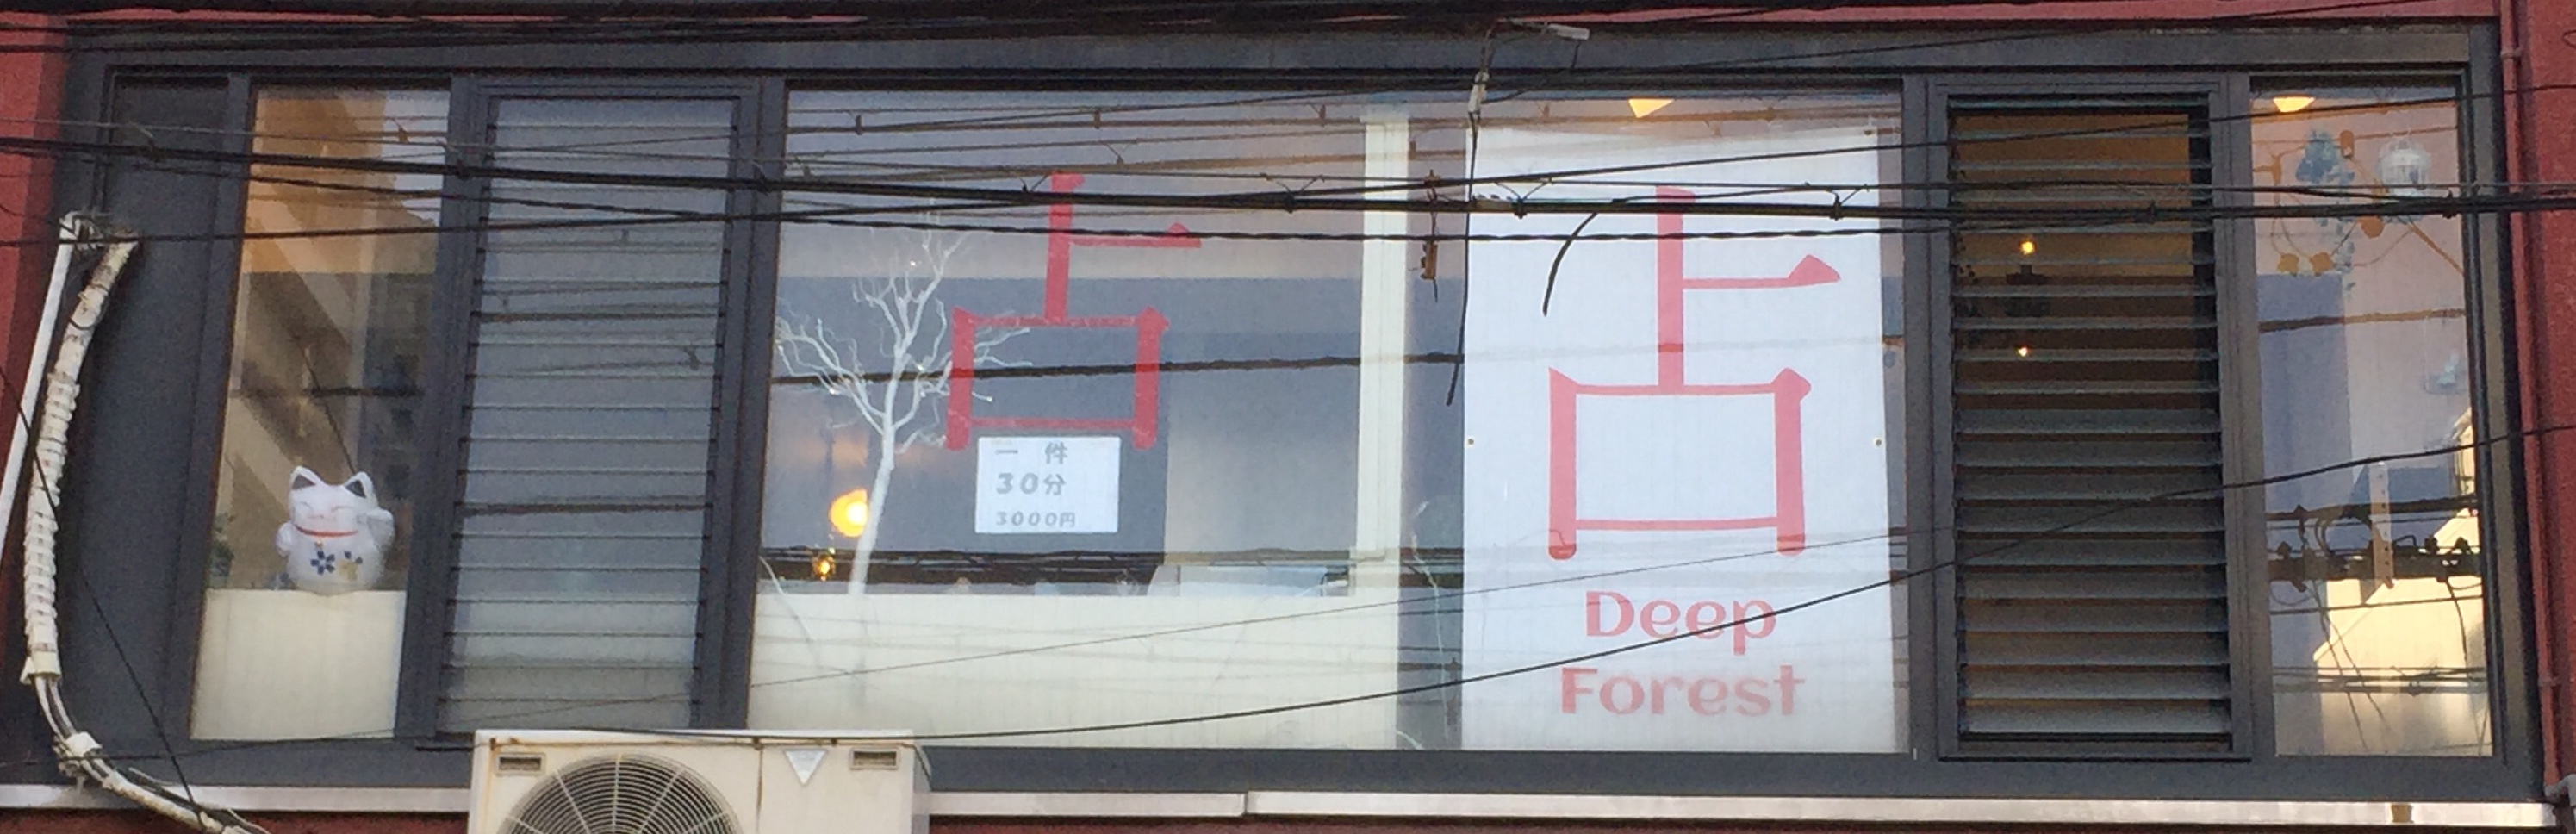 占
一 件
30分
3000円
占
Deep
Forest